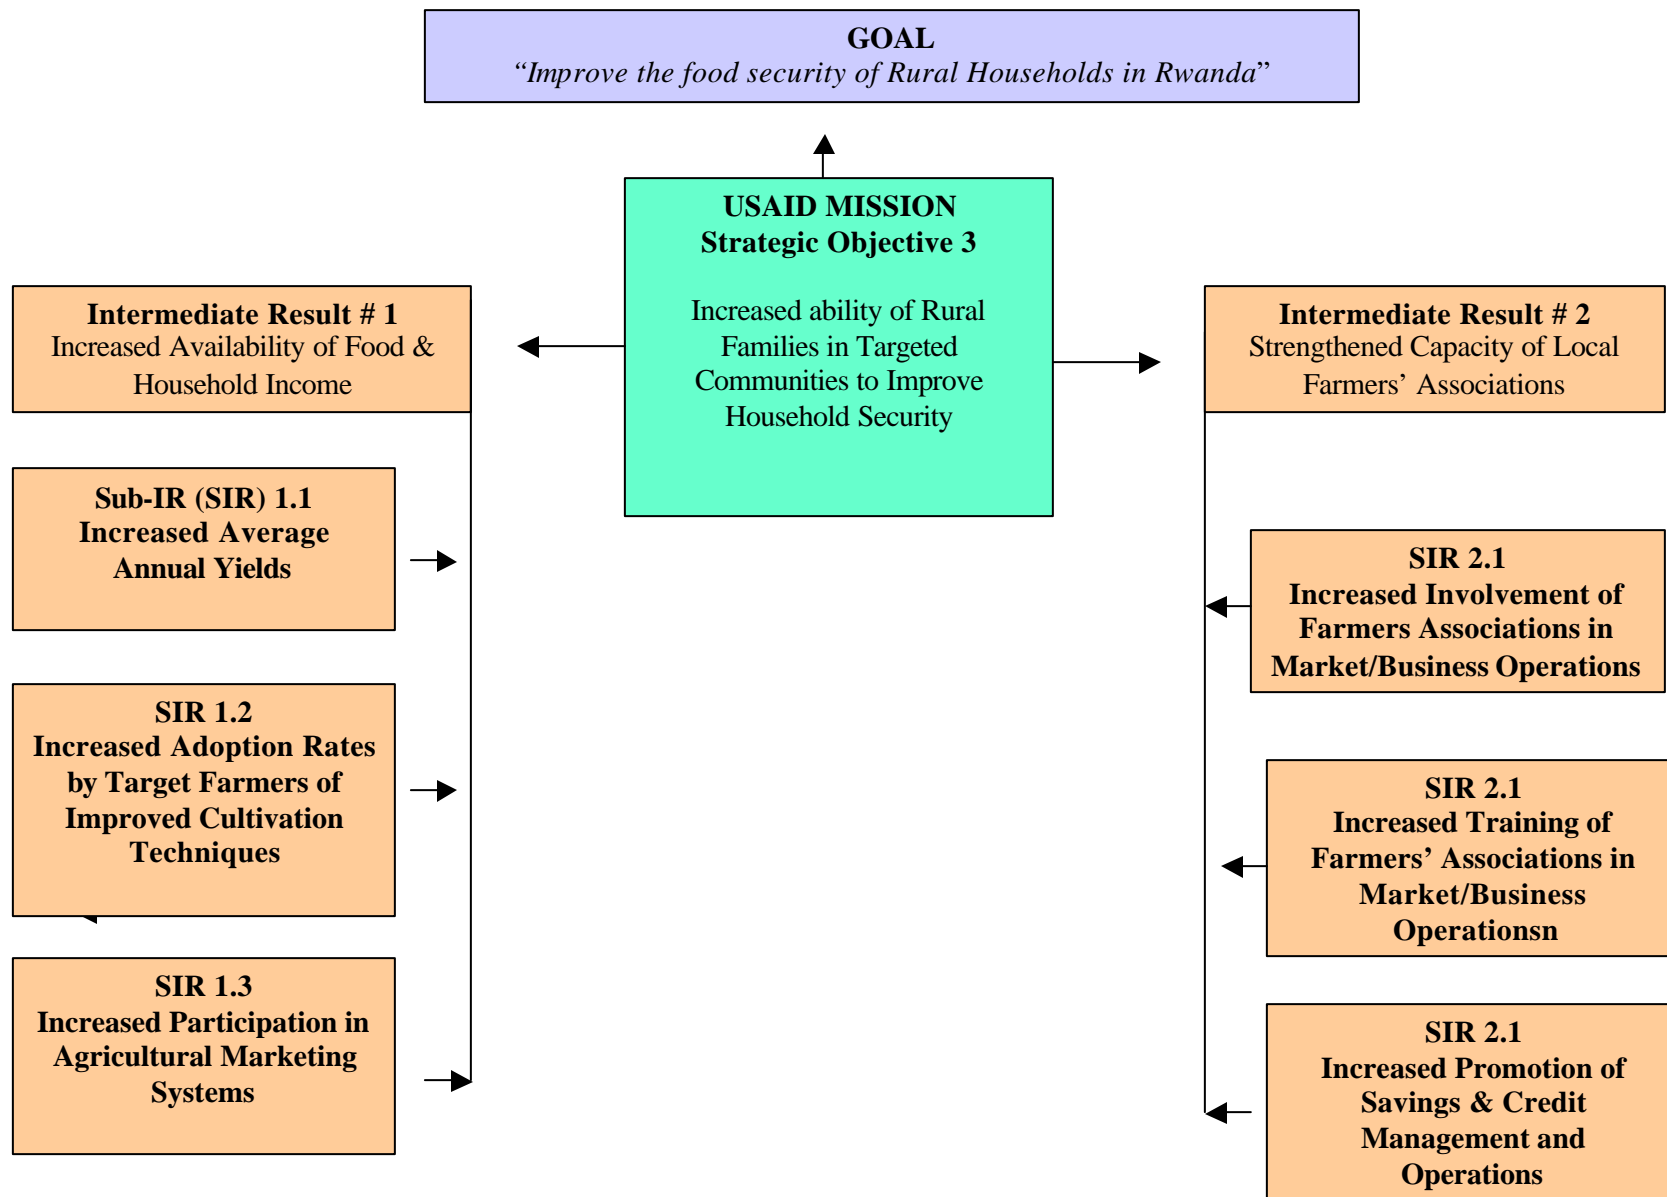 GOAL
“Improve the food security of Rural Households in Rwanda”
USAID MISSION
Strategic Objective 3
Increased ability of Rural
Families in Targeted
Communities to Improve
Household Security
Intermediate Result # 1
Increased Availability of Food &
Household Income
Sub-IR (SIR) 1.1
Increased Average
Annual Yields
SIR 1.2
Increased Adoption Rates
by Target Farmers of
Improved Cultivation
Techniques
SIR 1.3
Increased Participation in
Agricultural Marketing
Systems
Intermediate Result # 2
Strengthened Capacity of Local
Farmers’ Associations
SIR 2.1
Increased Involvement of
Farmers Associations in
Market/Business Operations
SIR 2.1
Increased Training of
Farmers’ Associations in
Market/Business
Operationsn
SIR 2.1
Increased Promotion of
Savings & Credit
Management and
Operations